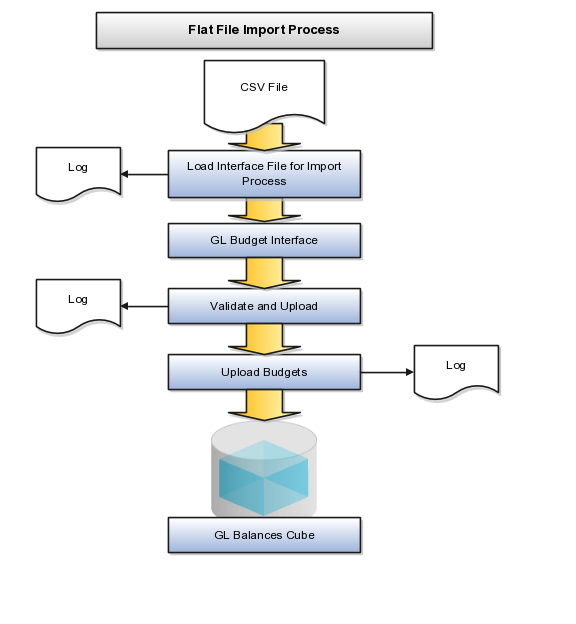 Flat File Import Process
CSV File
Log
Load Interface File for Import
Process
GL Budget Interface
Log
Validate and Upload
Upload Budgets
Log
GL Balances Cube